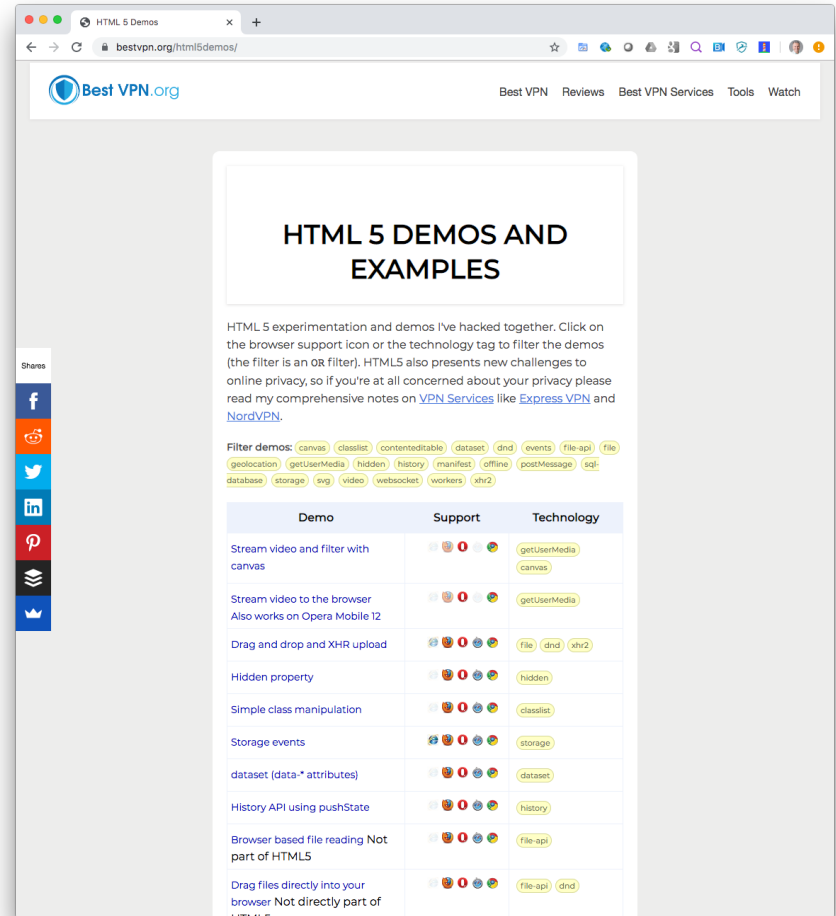 HTML 5 Demos
bestvpn.org/html5demos/
Best VPN.org
Best VPN Reviews Best VPN Services Tools Watch
HTML 5 DEMOS AND
EXAMPLES
HTML 5 experimentation and demos I've hacked together. Click on
the browser support icon or the technology tag to filter the demos
(the filter is an OR filter). HTML5 also presents new challenges to
online privacy, so if you're at all concerned about your privacy please
read my comprehensive notes on VPN Services like Express VPN and
NordVPN.
Shares
Filter demos: canvas classlist contenteditable dataset dnd events file-api file
geolocation getUserMedia hidden history manifest offline postMessage sql-
database storage svg video websocket workers xhr2
Demo Support Technology
Stream video and filter with
canvas
getUserMedia
canvas
Stream video to the browser
Also works on Opera Mobile 12
getUserMedia
Drag and drop and XHR upload file dnd xhr2
Hidden property hidden
Simple class manipulation classlist
Storage events storage
dataset (data-* attributes) dataset
History API using pushState history
Browser based file reading Not
part of HTML5
file-api
Drag files directly into your
browser Not directly part of
HTML5
file-api dnd